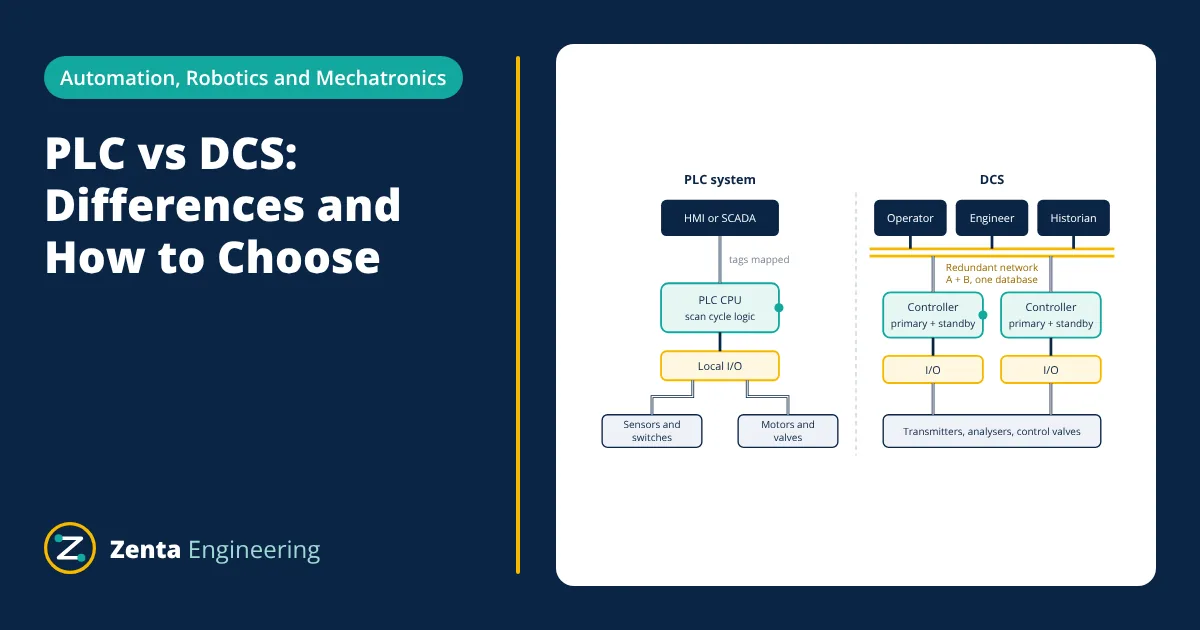 Automation, Robotics and Mechatronics
PLC vs DCS:
Differences and
How to Choose
Zenta Engineering
PLC system
HMI or SCADA
tags mapped
PLC CPU
scan cycle logic
Local I/O
Sensors and
switches
Motors and
valves
DCS
Operator
Engineer
Historian
Redundant network
A + B, one database
Controller
primary + standby
Controller
primary + standby
I/O
I/O
Transmitters, analysers, control valves